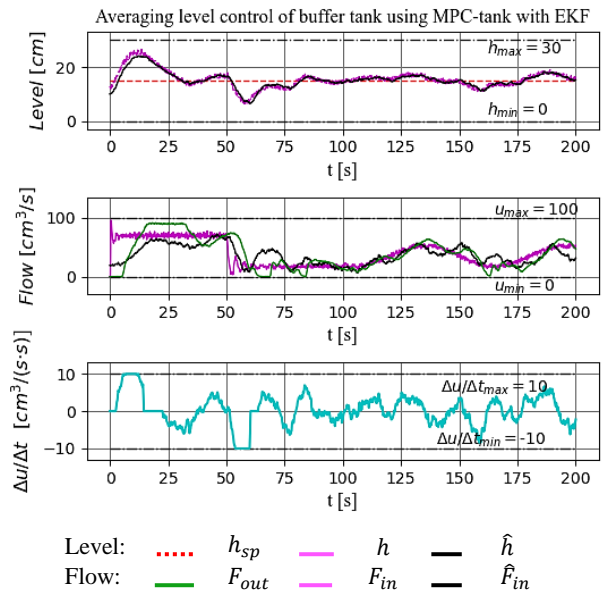 Averaging level control of buffer tank using MPC-tank with EKF
Level [cm]
20
0
h_max = 30
h_min = 0
0 25 50 75 100 125 150 175 200
t [s]
Flow [cm³/s]
100
0
u_max = 100
u_min = 0
0 25 50 75 100 125 150 175 200
t [s]
Δu/Δt [cm³/(s·s)]
10
0
−10
Δu/Δt_max = 10
Δu/Δt_min = -10
0 25 50 75 100 125 150 175 200
t [s]
Level: h_sp h ĥ
Flow: F_out F_in F̂_in